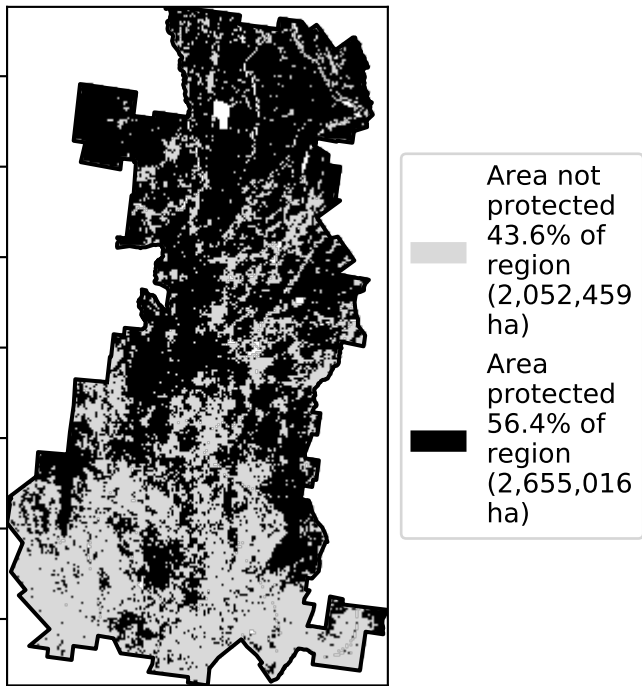 Area not
protected
43.6% of
region
(2,052,459
ha)
Area
protected
56.4% of
region
(2,655,016
ha)